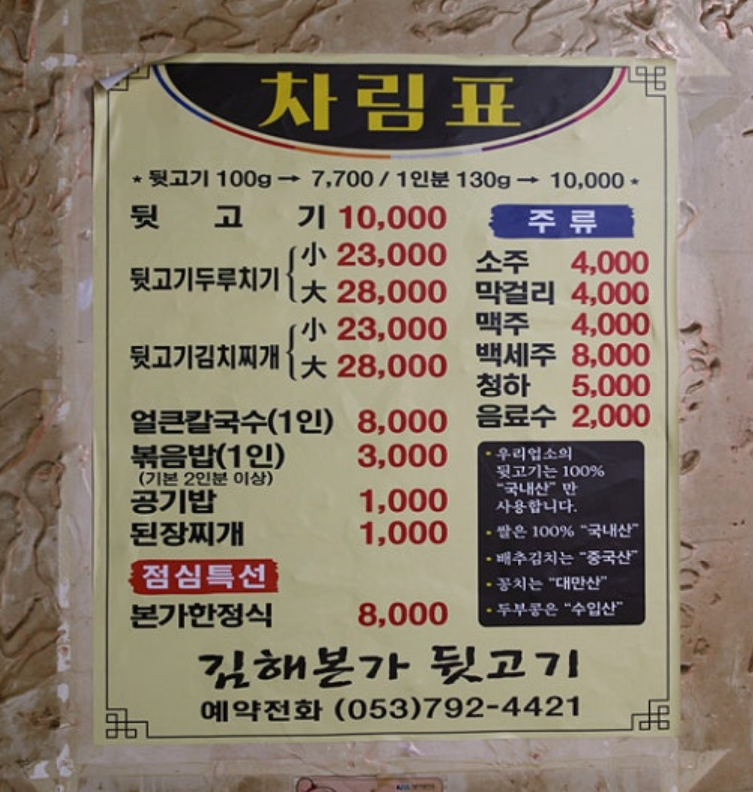 차림표
★ 뒷고기 100g → 7,700 / 1인분 130g → 10,000 ★
뒷고기 10,000
뒷고기두루치기 小 23,000
大 28,000
뒷고기김치찌개 小 23,000
大 28,000
얼큰칼국수(1인) 8,000
볶음밥(1인) 3,000
(기본 2인분 이상)
공기밥 1,000
된장찌개 1,000
점심특선
본가한정식 8,000
주류
소주 4,000
막걸리 4,000
맥주 4,000
백세주 8,000
청하 5,000
음료수 2,000
• 우리업소의
뒷고기는 100%
“국내산” 만
사용합니다.
• 쌀은 100% “국내산”
• 배추김치는 “중국산”
• 꽁치는 “대만산”
• 두부콩은 “수입산”
김해본가 뒷고기
예약전화 (053)792-4421